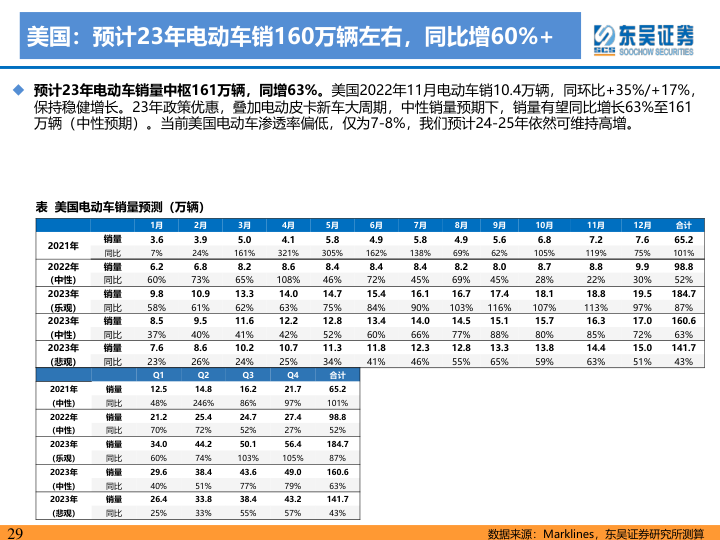 美国：预计23年电动车销160万辆左右，同比增60%+
东吴证券
SCS SOOCHOW SECURITIES
预计23年电动车销量中枢161万辆，同增63%。美国2022年11月电动车销10.4万辆，同环比+35%/+17%，
保持稳健增长。23年政策优惠，叠加电动皮卡新车大周期，中性销量预期下，销量有望同比增长63%至161
万辆（中性预期）。当前美国电动车渗透率偏低，仅为7-8%，我们预计24-25年依然可维持高增。
表 美国电动车销量预测（万辆）
1月 2月 3月 4月 5月 6月 7月 8月 9月 10月 11月 12月 合计
2021年 销量 3.6 3.9 5.0 4.1 5.8 4.9 5.8 4.9 5.6 6.8 7.2 7.6 65.2
同比 7% 24% 161% 321% 305% 162% 138% 69% 62% 105% 119% 75% 101%
2022年 销量 6.2 6.8 8.2 8.6 8.4 8.4 8.4 8.2 8.0 8.7 8.8 9.9 98.8
（中性） 同比 60% 73% 65% 108% 46% 72% 45% 69% 45% 28% 22% 30% 52%
2023年 销量 9.8 10.9 13.3 14.0 14.7 15.4 16.1 16.7 17.4 18.1 18.8 19.5 184.7
（乐观） 同比 58% 61% 62% 63% 75% 84% 90% 103% 116% 107% 113% 97% 87%
2023年 销量 8.5 9.5 11.6 12.2 12.8 13.4 14.0 14.5 15.1 15.7 16.3 17.0 160.6
（中性） 同比 37% 40% 41% 42% 52% 60% 66% 77% 88% 80% 85% 72% 63%
2023年 销量 7.6 8.6 10.2 10.7 11.3 11.8 12.3 12.8 13.3 13.8 14.4 15.0 141.7
（悲观） 同比 23% 26% 24% 25% 34% 41% 46% 55% 65% 59% 63% 51% 43%
Q1 Q2 Q3 Q4 合计
2021年 销量 12.5 14.8 16.2 21.7 65.2
（中性） 同比 48% 246% 86% 97% 101%
2022年 销量 21.2 25.4 24.7 27.4 98.8
（中性） 同比 70% 72% 52% 27% 52%
2023年 销量 34.0 44.2 50.1 56.4 184.7
（乐观） 同比 60% 74% 103% 105% 87%
2023年 销量 29.6 38.4 43.6 49.0 160.6
（中性） 同比 40% 51% 77% 79% 63%
2023年 销量 26.4 33.8 38.4 43.2 141.7
（悲观） 同比 25% 33% 55% 57% 43%
29
数据来源：Marklines，东吴证券研究所测算